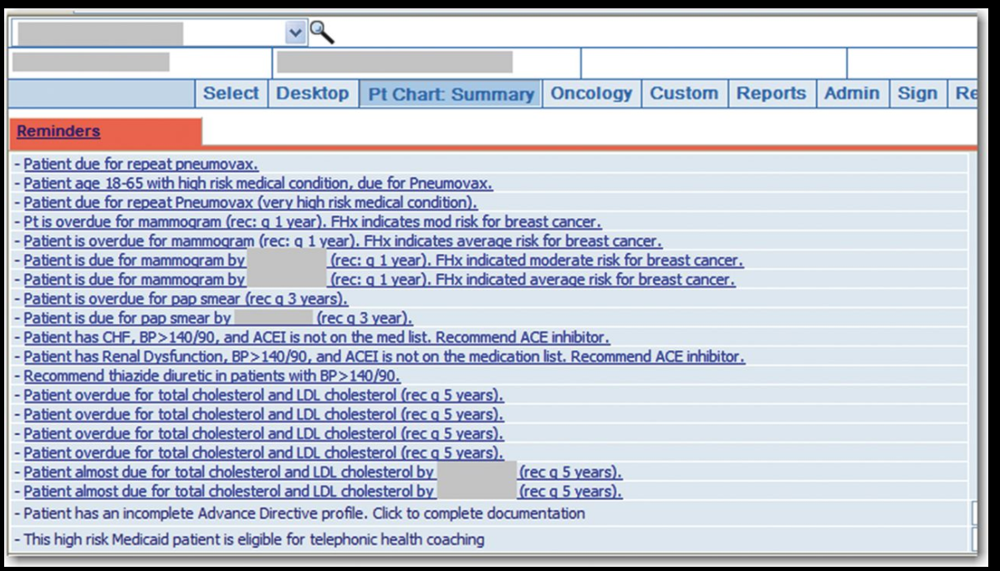 Select Desktop Pt Chart: Summary Oncology Custom Reports Admin Sign Re
Reminders
- Patient due for repeat pneumovax.
- Patient age 18-65 with high risk medical condition, due for Pneumovax.
- Patient due for repeat Pneumovax (very high risk medical condition).
- Pt is overdue for mammogram (rec: q 1 year). FHx indicates mod risk for breast cancer.
- Patient is overdue for mammogram (rec: q 1 year). FHx indicates average risk for breast cancer.
- Patient is due for mammogram by (rec: q 1 year). FHx indicated moderate risk for breast cancer.
- Patient is due for mammogram by (rec: q 1 year). FHx indicated average risk for breast cancer.
- Patient is overdue for pap smear (rec q 3 years).
- Patient is due for pap smear by (rec q 3 year).
- Patient has CHF, BP>140/90, and ACEI is not on the med list. Recommend ACE inhibitor.
- Patient has Renal Dysfunction, BP>140/90, and ACEI is not on the medication list. Recommend ACE inhibitor.
- Recommend thiazide diuretic in patients with BP>140/90.
- Patient overdue for total cholesterol and LDL cholesterol (rec q 5 years).
- Patient overdue for total cholesterol and LDL cholesterol (rec q 5 years).
- Patient overdue for total cholesterol and LDL cholesterol (rec q 5 years).
- Patient overdue for total cholesterol and LDL cholesterol (rec q 5 years).
- Patient almost due for total cholesterol and LDL cholesterol by (rec q 5 years).
- Patient almost due for total cholesterol and LDL cholesterol by (rec q 5 years).
- Patient has an incomplete Advance Directive profile. Click to complete documentation
- This high risk Medicaid patient is eligible for telephonic health coaching